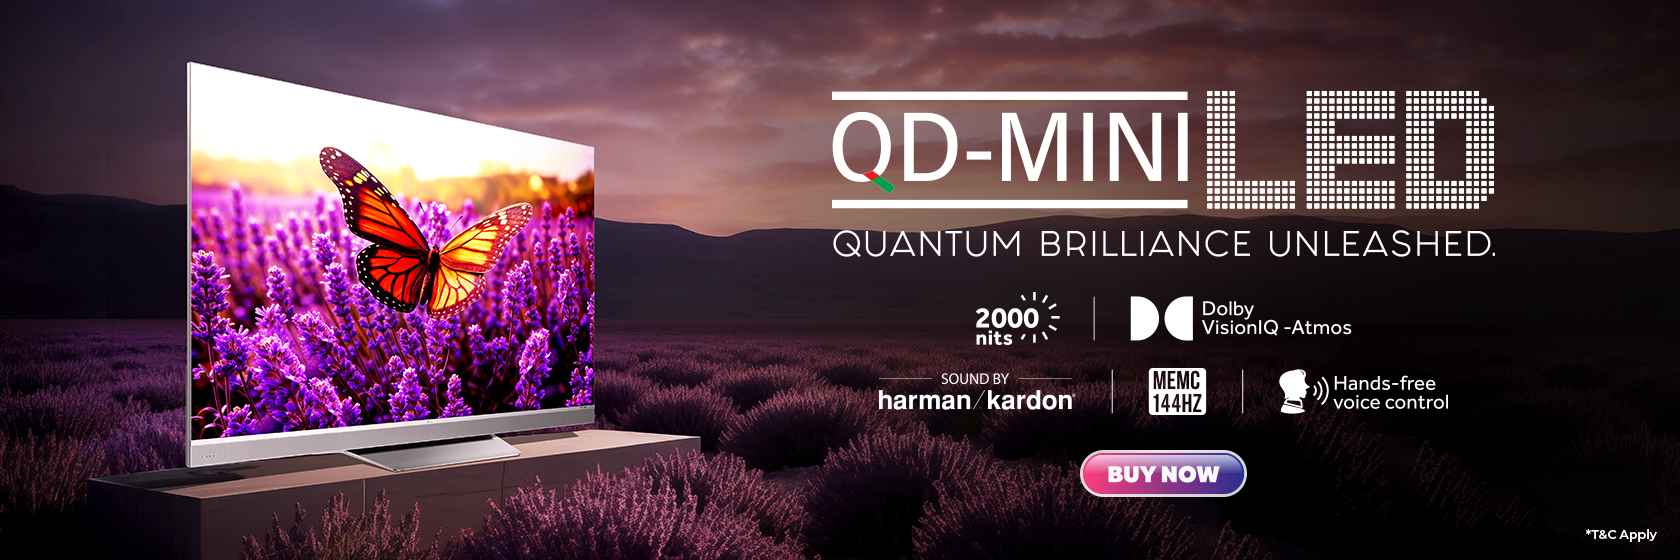 QD-MINI LED
QUANTUM BRILLIANCE UNLEASHED.
2000
nits
Dolby
VisionIQ -Atmos
SOUND BY
harman/kardon
MEMC
144HZ
Hands-free
voice control
BUY NOW
*T&C Apply